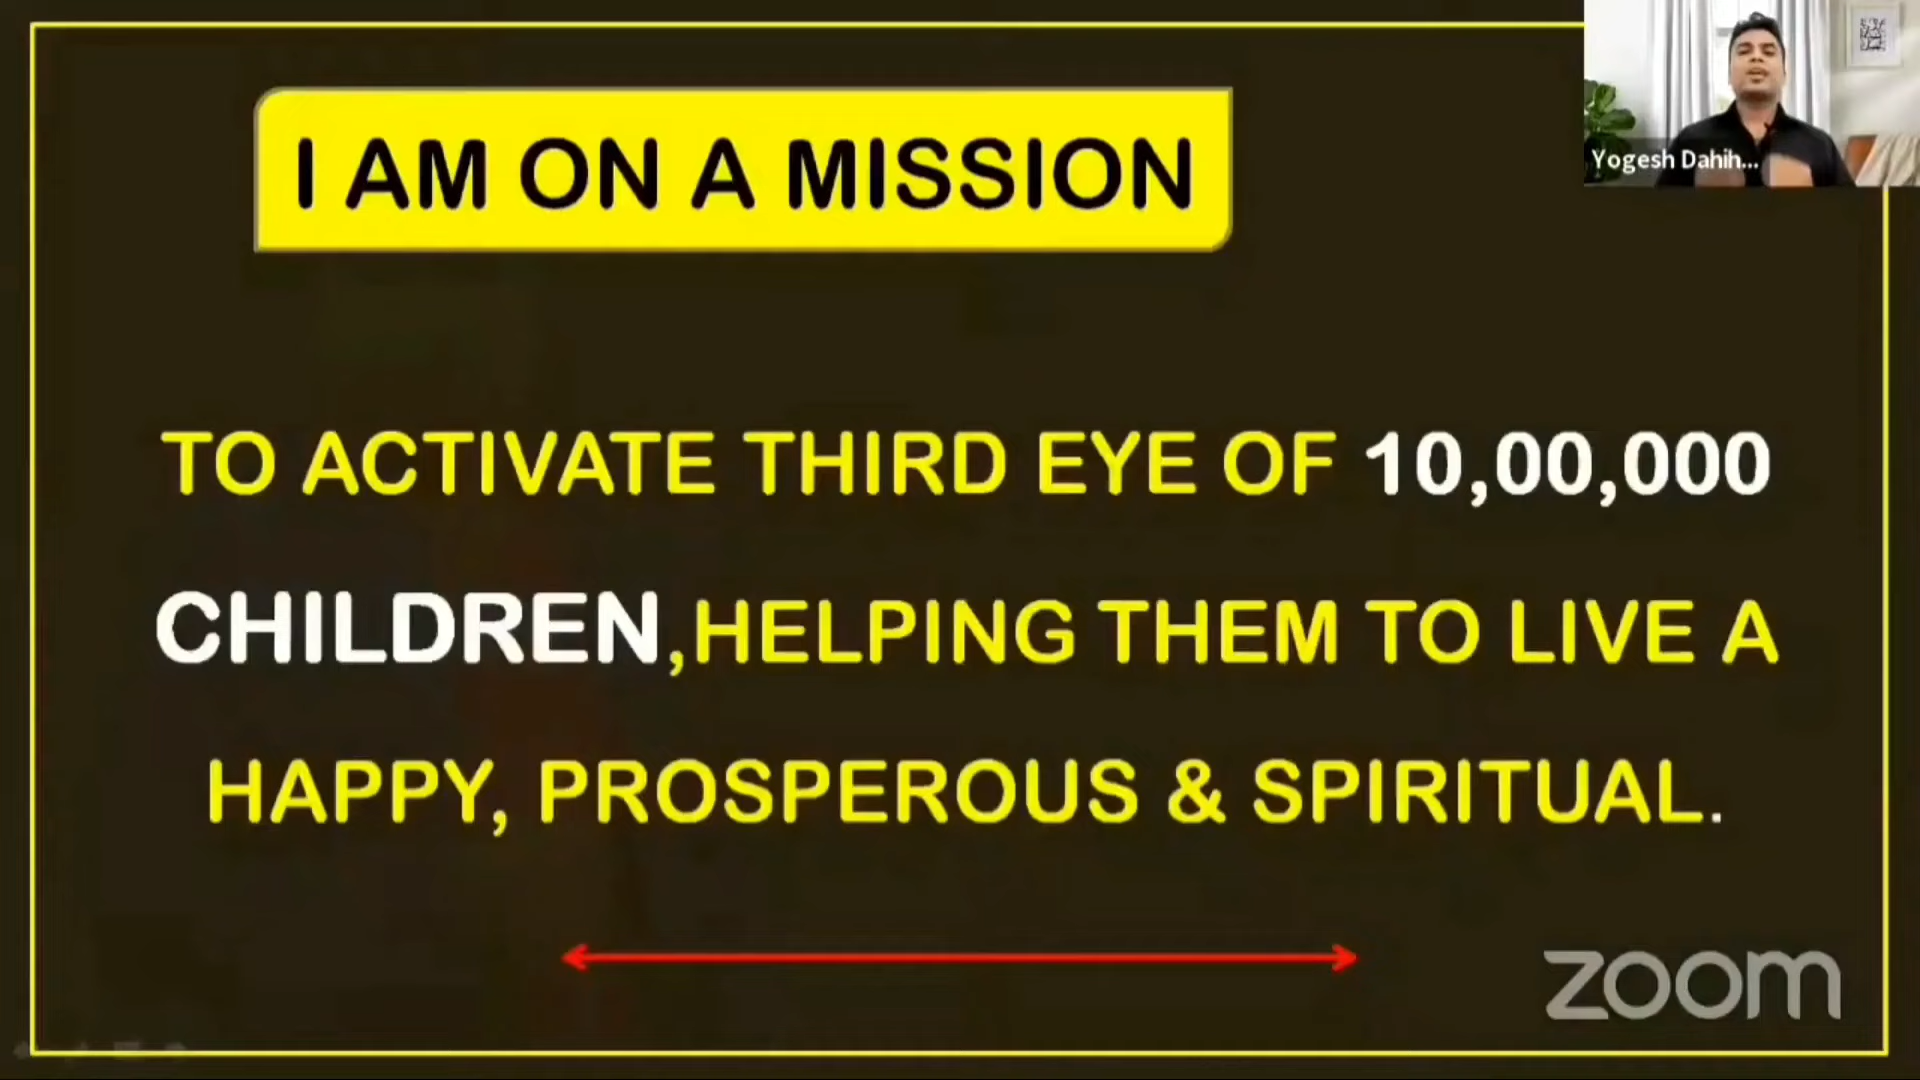 I AM ON A MISSION
Yogesh Dahih...
TO ACTIVATE THIRD EYE OF 10,00,000
CHILDREN,HELPING THEM TO LIVE A
HAPPY, PROSPEROUS & SPIRITUAL.
zoom